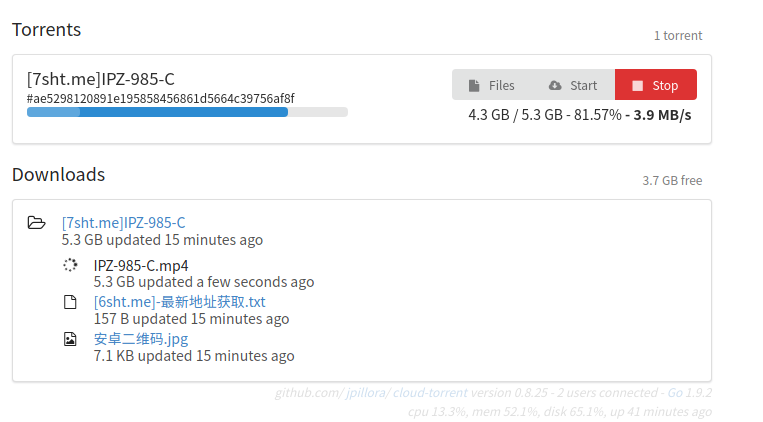 Torrents
1 torrent
[7sht.me]IPZ-985-C
#ae5298120891e195858456861d5664c39756af8f
Files
Start
Stop
4.3 GB / 5.3 GB - 81.57% - 3.9 MB/s
Downloads
3.7 GB free
[7sht.me]IPZ-985-C
5.3 GB updated 15 minutes ago
IPZ-985-C.mp4
5.3 GB updated a few seconds ago
[6sht.me]-最新地址获取.txt
157 B updated 15 minutes ago
安卓二维码.jpg
7.1 KB updated 15 minutes ago
github.com/ jpillora/ cloud-torrent version 0.8.25 - 2 users connected - Go 1.9.2
cpu 13.3%, mem 52.1%, disk 65.1%, up 41 minutes ago